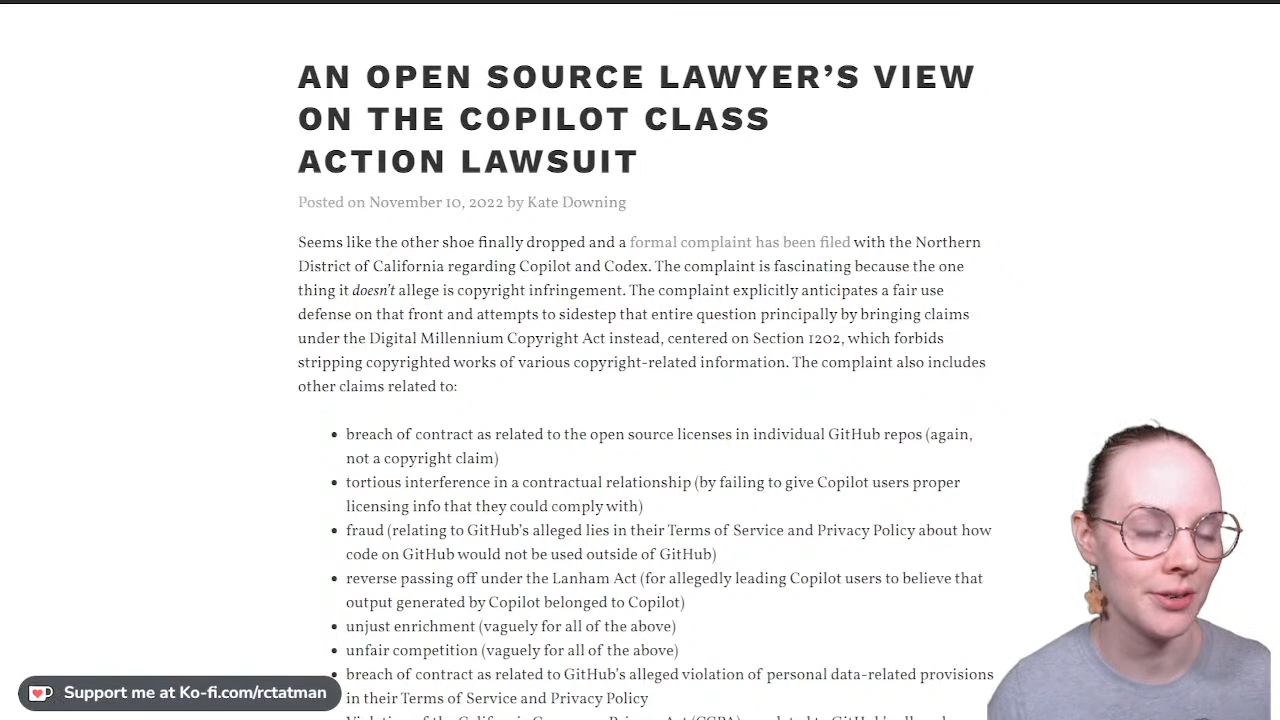 AN OPEN SOURCE LAWYER’S VIEW
ON THE COPILOT CLASS
ACTION LAWSUIT
Posted on November 10, 2022 by Kate Downing
Seems like the other shoe finally dropped and a formal complaint has been filed with the Northern
District of California regarding Copilot and Codex. The complaint is fascinating because the one
thing it doesn’t allege is copyright infringement. The complaint explicitly anticipates a fair use
defense on that front and attempts to sidestep that entire question principally by bringing claims
under the Digital Millennium Copyright Act instead, centered on Section 1202, which forbids
stripping copyrighted works of various copyright-related information. The complaint also includes
other claims related to:
• breach of contract as related to the open source licenses in individual GitHub repos (again,
not a copyright claim)
• tortious interference in a contractual relationship (by failing to give Copilot users proper
licensing info that they could comply with)
• fraud (relating to GitHub’s alleged lies in their Terms of Service and Privacy Policy about how
code on GitHub would not be used outside of GitHub)
• reverse passing off under the Lanham Act (for allegedly leading Copilot users to believe that
output generated by Copilot belonged to Copilot)
• unjust enrichment (vaguely for all of the above)
• unfair competition (vaguely for all of the above)
• breach of contract as related to GitHub’s alleged violation of personal data-related provisions
in their Terms of Service and Privacy Policy
Support me at Ko-fi.com/rctatman